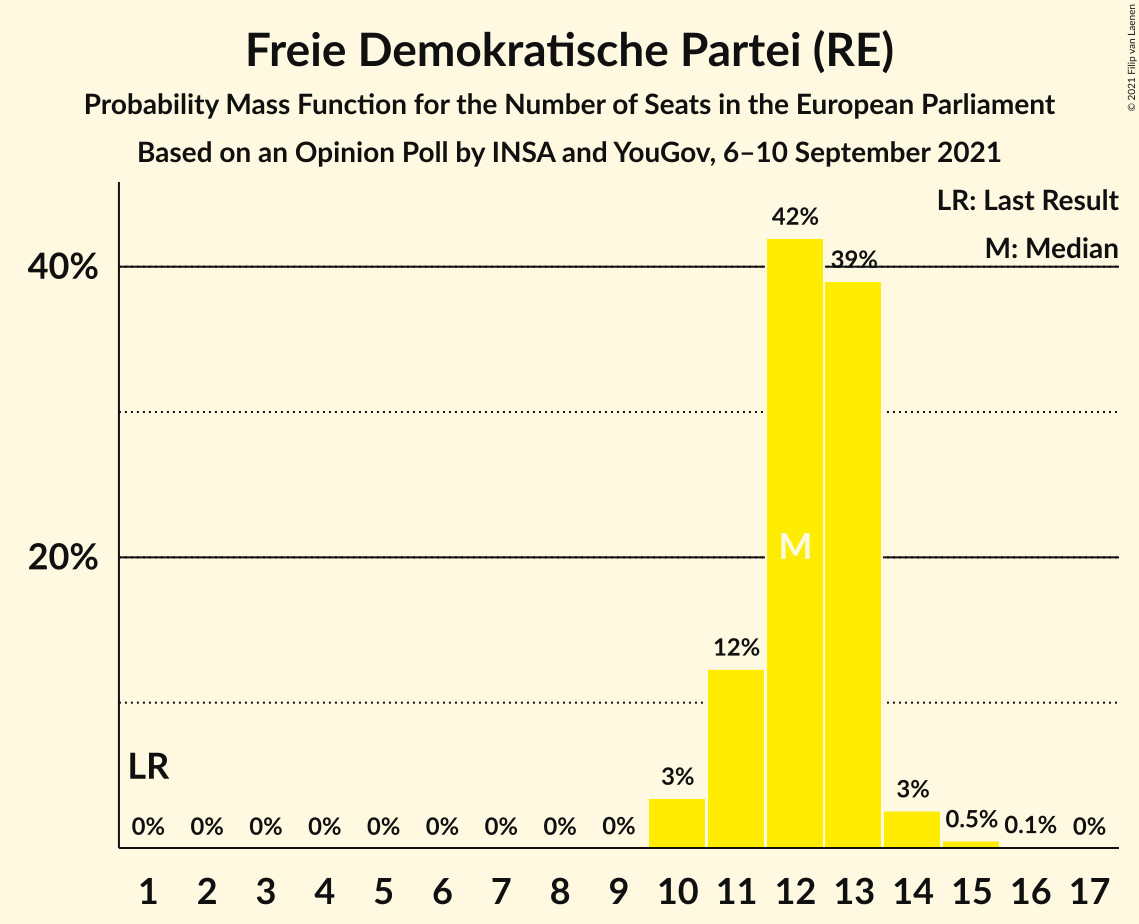 Freie Demokratische Partei (RE)
Probability Mass Function for the Number of Seats in the European Parliament
Based on an Opinion Poll by INSA and YouGov, 6–10 September 2021
© 2021 Filip van Laenen
LR: Last Result
M: Median
40%
20%
42%
39%
M
12%
LR
3%
3%
0% 0% 0% 0% 0% 0% 0% 0% 0% 0.5% 0.1% 0%
1 2 3 4 5 6 7 8 9 10 11 12 13 14 15 16 17